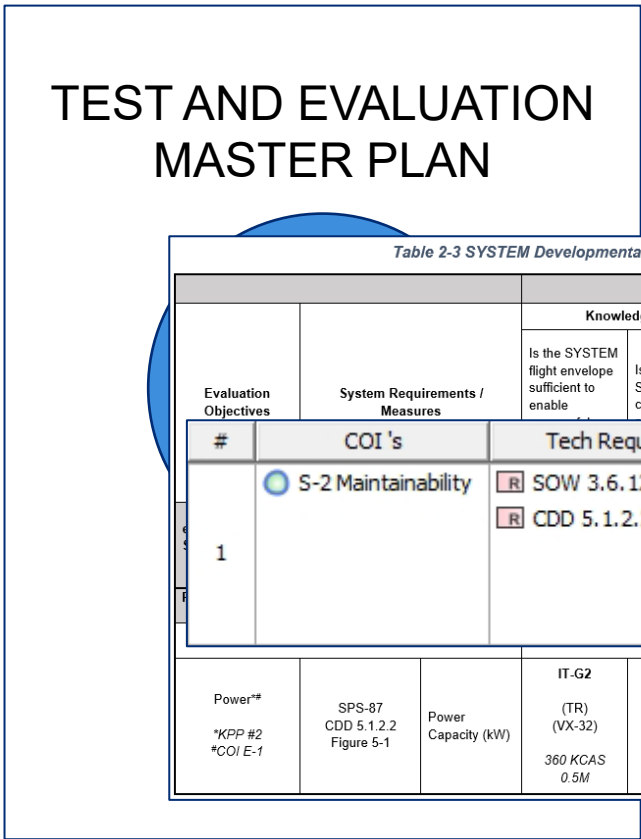 TEST AND EVALUATION
MASTER PLAN
Table 2-3 SYSTEM Developmenta
Is the SYSTEM
flight envelope
sufficient to
enable
Evaluation
Objectives
System Requirements /
Measures
#
COI 's
Tech Requ
1
S-2 Maintainability
R SOW 3.6.1
R CDD 5.1.2.
Power*#
*KPP #2
#COI E-1
SPS-87
CDD 5.1.2.2
Figure 5-1
Power
Capacity (kW)
IT-G2
(TR)
(VX-32)
360 KCAS
0.5M